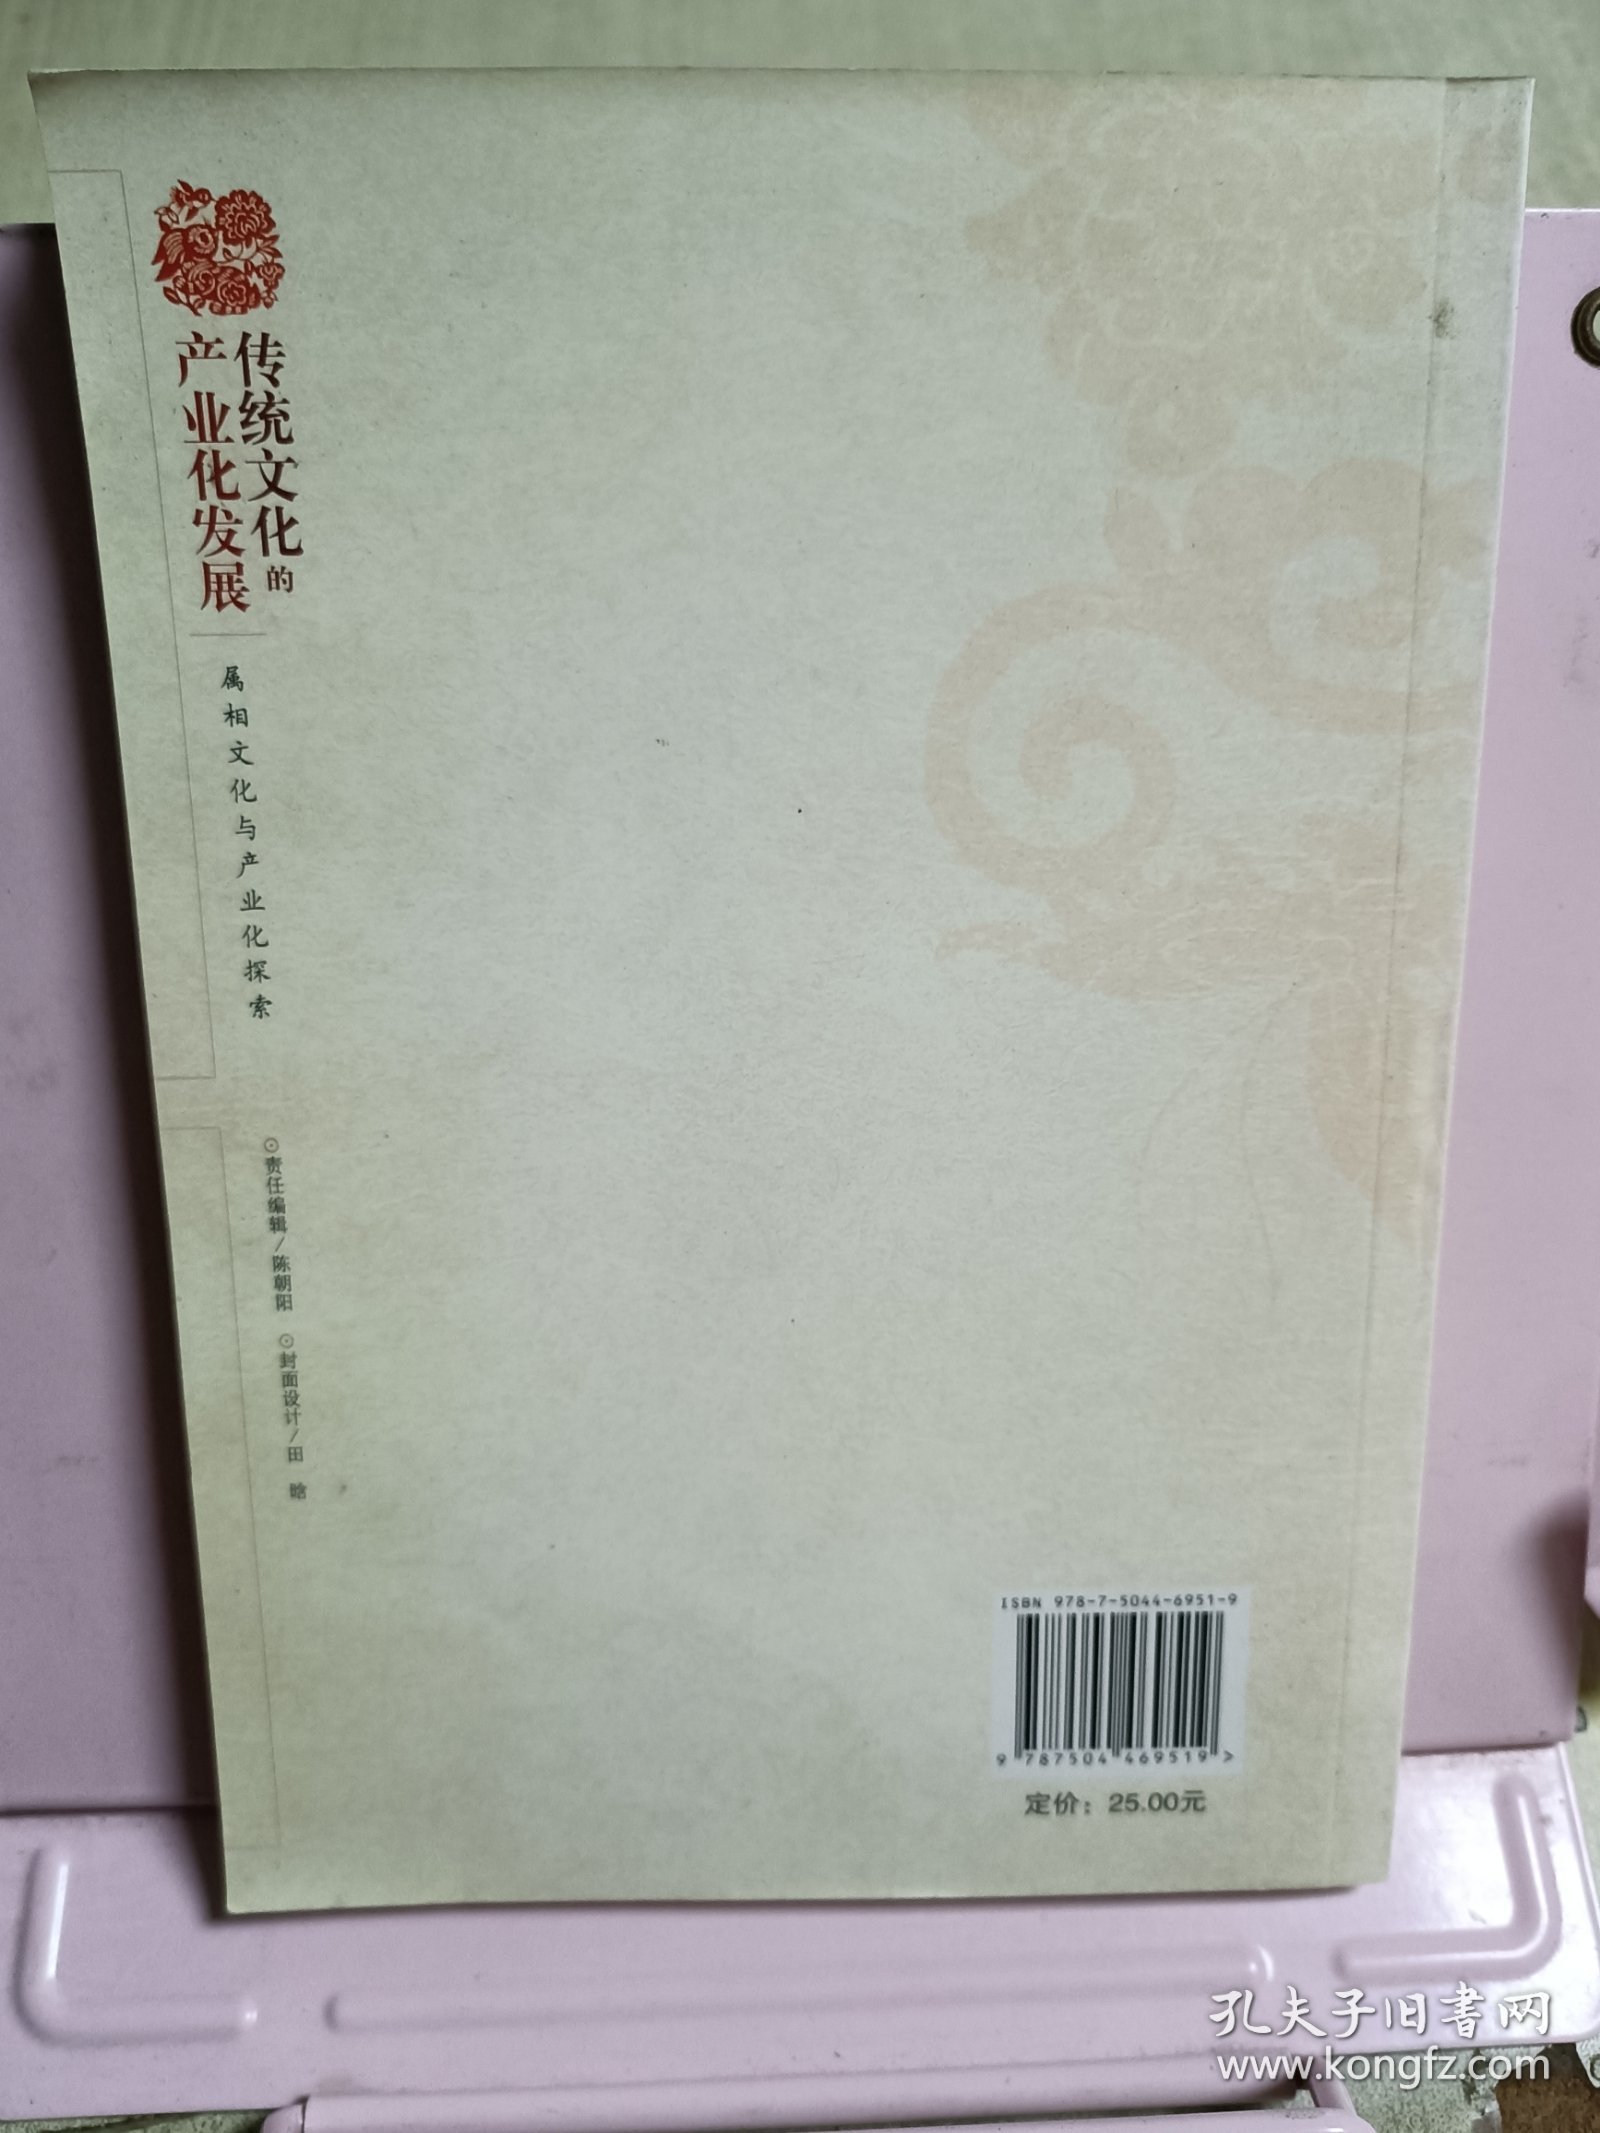 传统文化的
产业化发展
属相文化与产业化探索
⊙责任编辑/陈朝阳 ⊙封面设计/田 晗
ISBN 978-7-5044-6951-9
9 787504 469519 >
定价：25.00元
孔夫子旧书网
www.kongfz.com